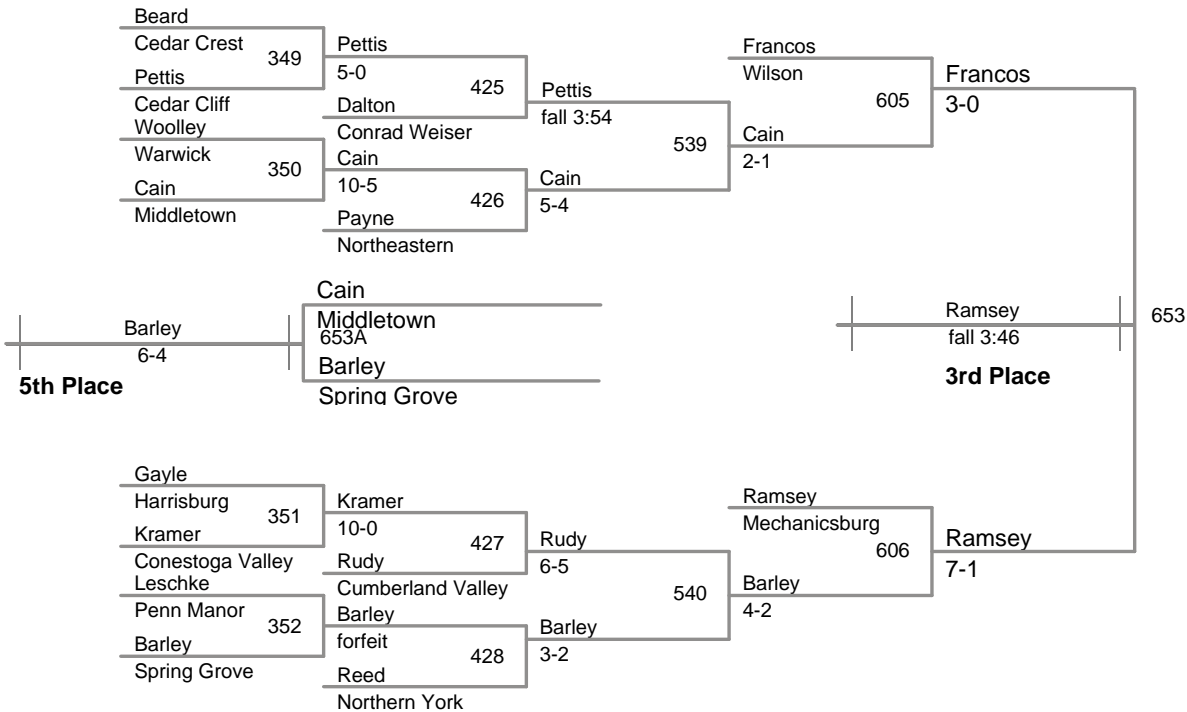 Beard
Cedar Crest
349
Pettis
Cedar Cliff
Pettis
5-0
425
Dalton
Conrad Weiser
Woolley
Warwick
350
Cain
Middletown
Cain
10-5
426
Payne
Northeastern
Pettis
fall 3:54
539
Cain
5-4
Francos
Wilson
605
Cain
2-1
Francos
3-0
Cain
Middletown
653A
Barley
Spring Grove
Barley
6-4
5th Place
Ramsey
fall 3:46
653
3rd Place
Gayle
Harrisburg
351
Kramer
Conestoga Valley
Kramer
10-0
427
Rudy
Cumberland Valley
Leschke
Penn Manor
352
Barley
Spring Grove
Barley
forfeit
428
Reed
Northern York
Rudy
6-5
540
Barley
3-2
Ramsey
Mechanicsburg
606
Barley
4-2
Ramsey
7-1